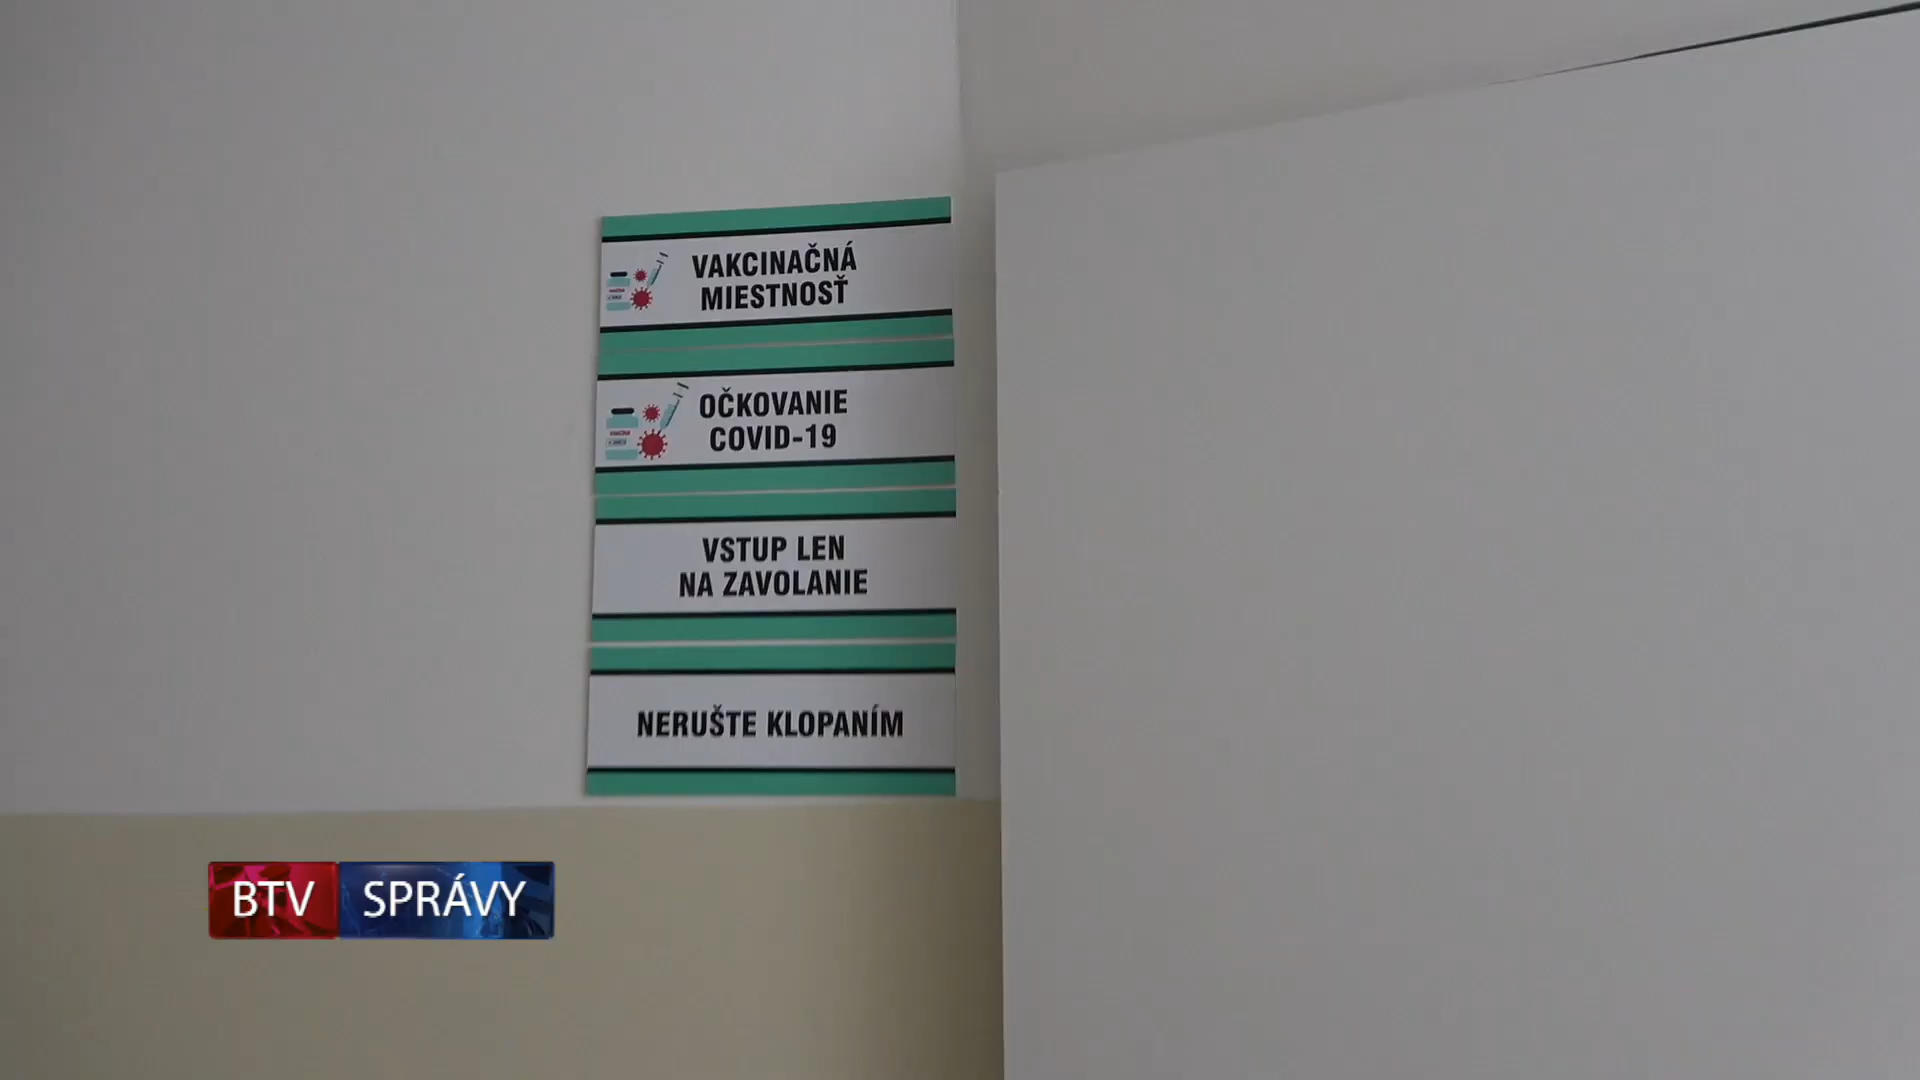 VAKCINAČNÁ
MIESTNOSŤ
OČKOVANIE
COVID-19
VSTUP LEN
NA ZAVOLANIE
NERUŠTE KLOPANÍM
BTV SPRÁVY